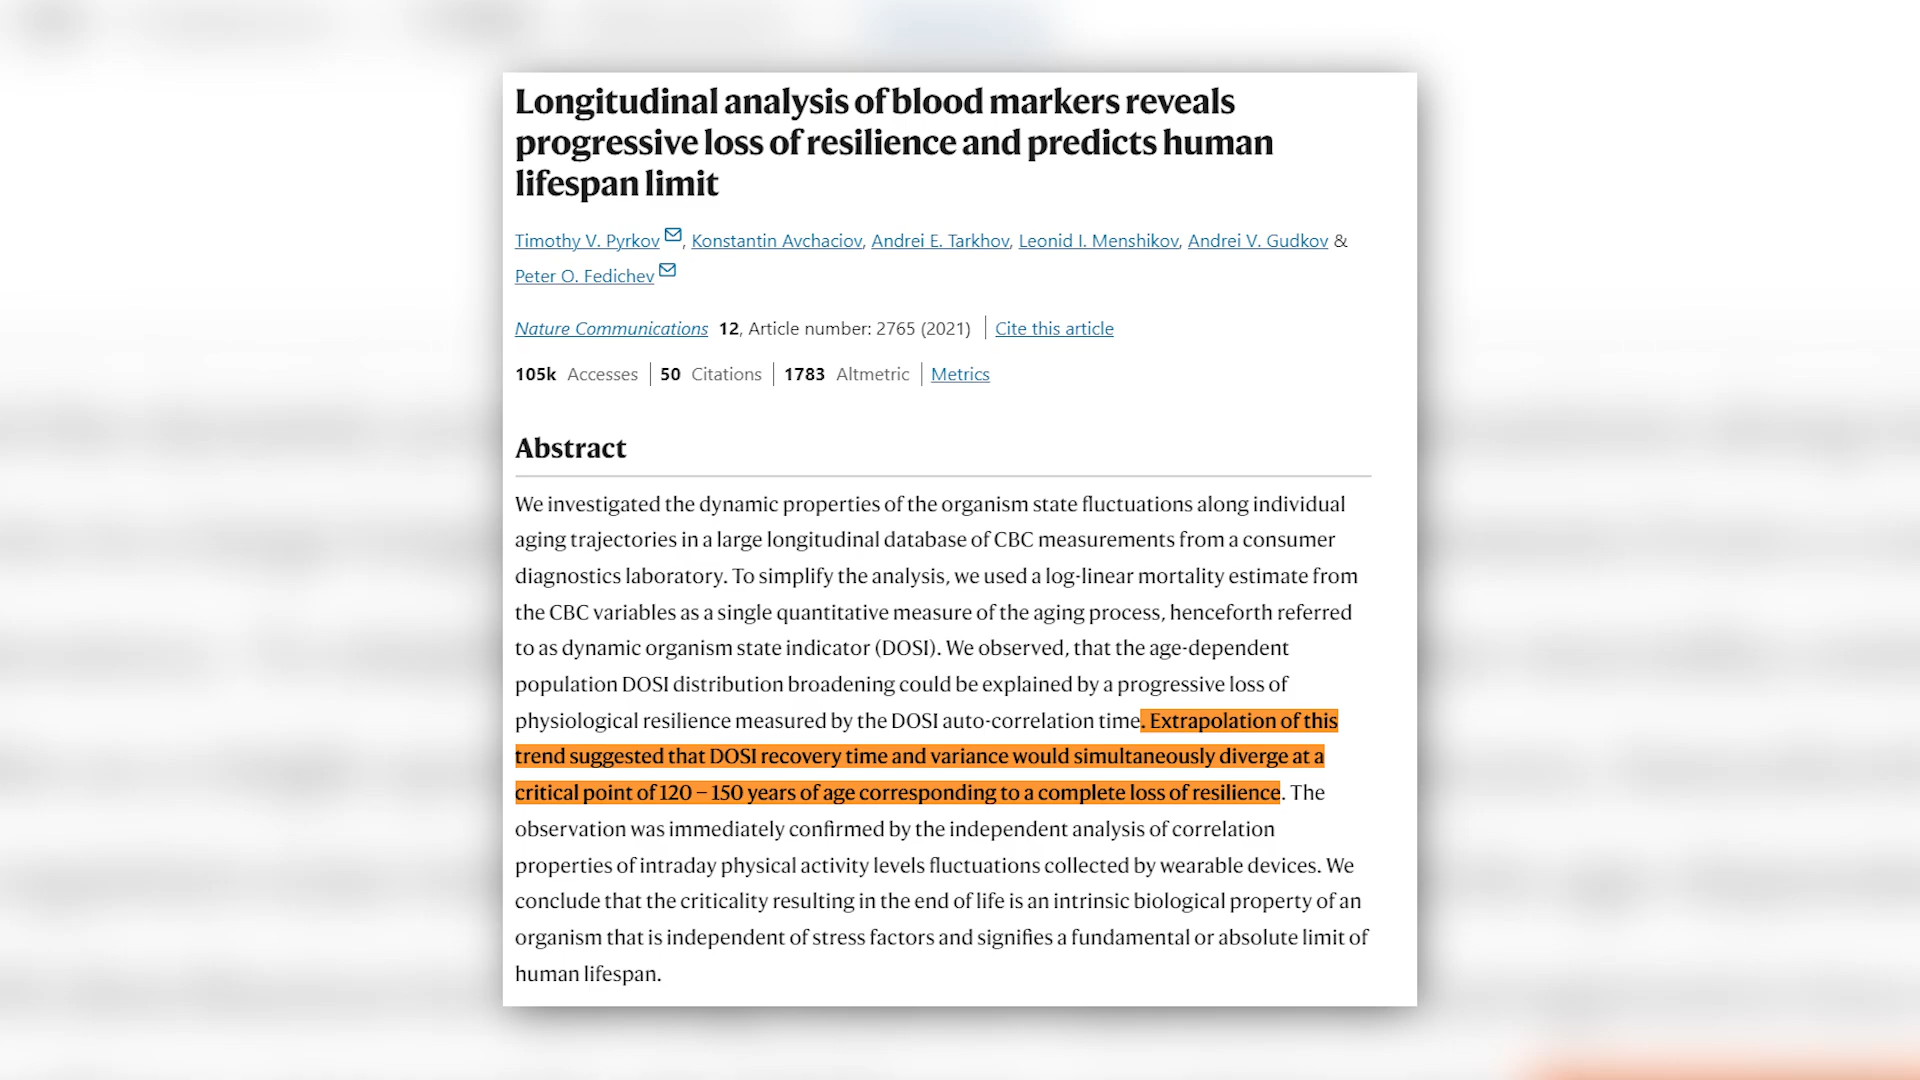 Longitudinal analysis of blood markers reveals
progressive loss of resilience and predicts human
lifespan limit
Timothy V. Pyrkov, Konstantin Avchaciov, Andrei E. Tarkhov, Leonid I. Menshikov, Andrei V. Gudkov &
Peter O. Fedichev
Nature Communications 12, Article number: 2765 (2021) | Cite this article
105k Accesses | 50 Citations | 1783 Altmetric | Metrics
Abstract
We investigated the dynamic properties of the organism state fluctuations along individual
aging trajectories in a large longitudinal database of CBC measurements from a consumer
diagnostics laboratory. To simplify the analysis, we used a log-linear mortality estimate from
the CBC variables as a single quantitative measure of the aging process, henceforth referred
to as dynamic organism state indicator (DOSI). We observed, that the age-dependent
population DOSI distribution broadening could be explained by a progressive loss of
physiological resilience measured by the DOSI auto-correlation time. Extrapolation of this
trend suggested that DOSI recovery time and variance would simultaneously diverge at a
critical point of 120 – 150 years of age corresponding to a complete loss of resilience. The
observation was immediately confirmed by the independent analysis of correlation
properties of intraday physical activity levels fluctuations collected by wearable devices. We
conclude that the criticality resulting in the end of life is an intrinsic biological property of an
organism that is independent of stress factors and signifies a fundamental or absolute limit of
human lifespan.